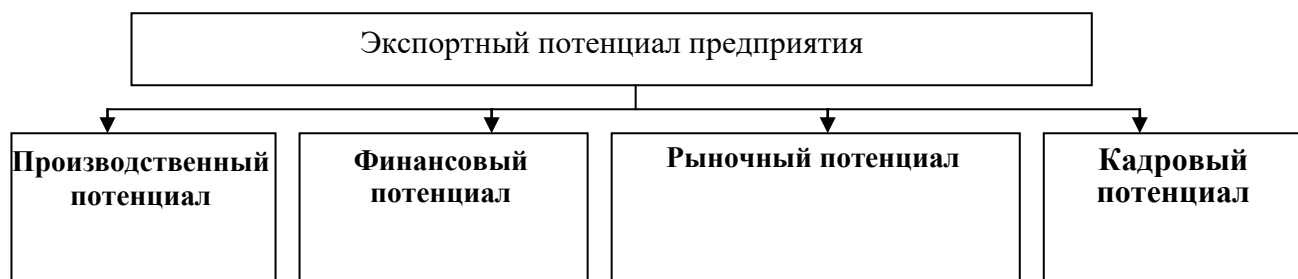 Экспортный потенциал предприятия
Производственный
потенциал
Финансовый
потенциал
Рыночный потенциал
Кадровый
потенциал